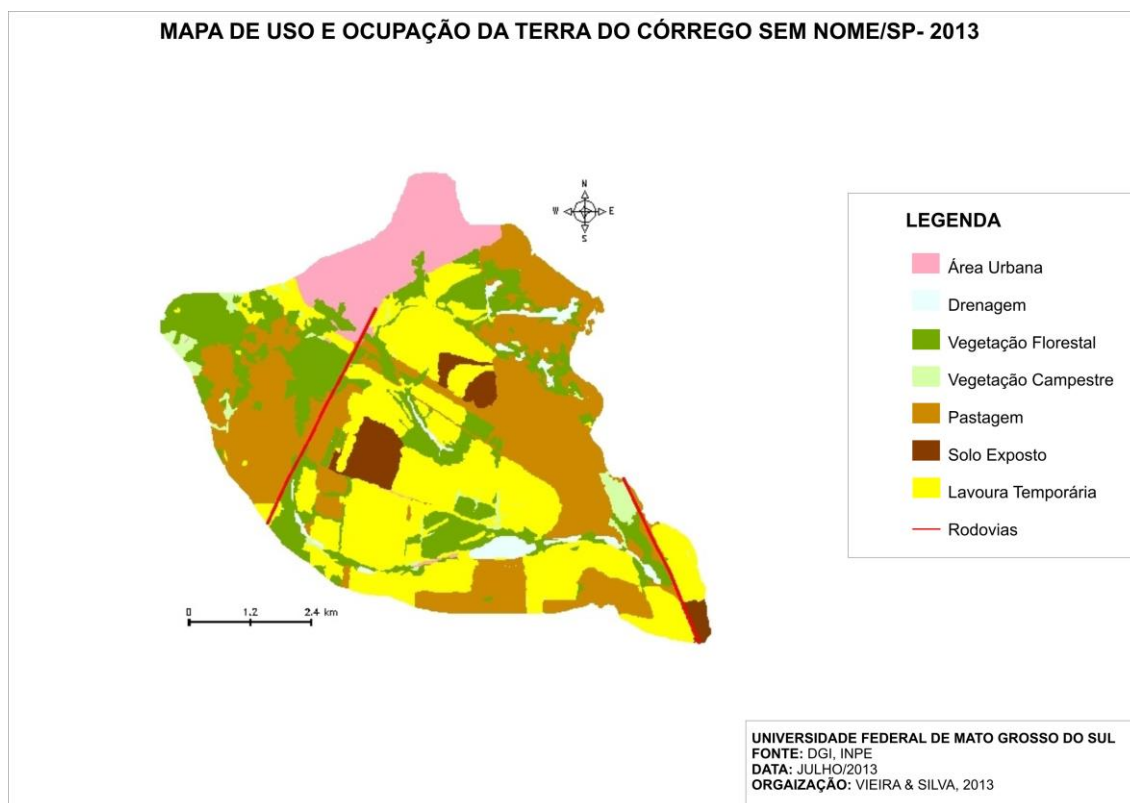 MAPA DE USO E OCUPAÇÃO DA TERRA DO CÓRREGO SEM NOME/SP- 2013
N
W E
S
LEGENDA
Área Urbana
Drenagem
Vegetação Florestal
Vegetação Campestre
Pastagem
Solo Exposto
Lavoura Temporária
Rodovias
0 1.2 2.4 km
UNIVERSIDADE FEDERAL DE MATO GROSSO DO SUL
FONTE: DGI, INPE
DATA: JULHO/2013
ORGAIZAÇÃO: VIEIRA & SILVA, 2013